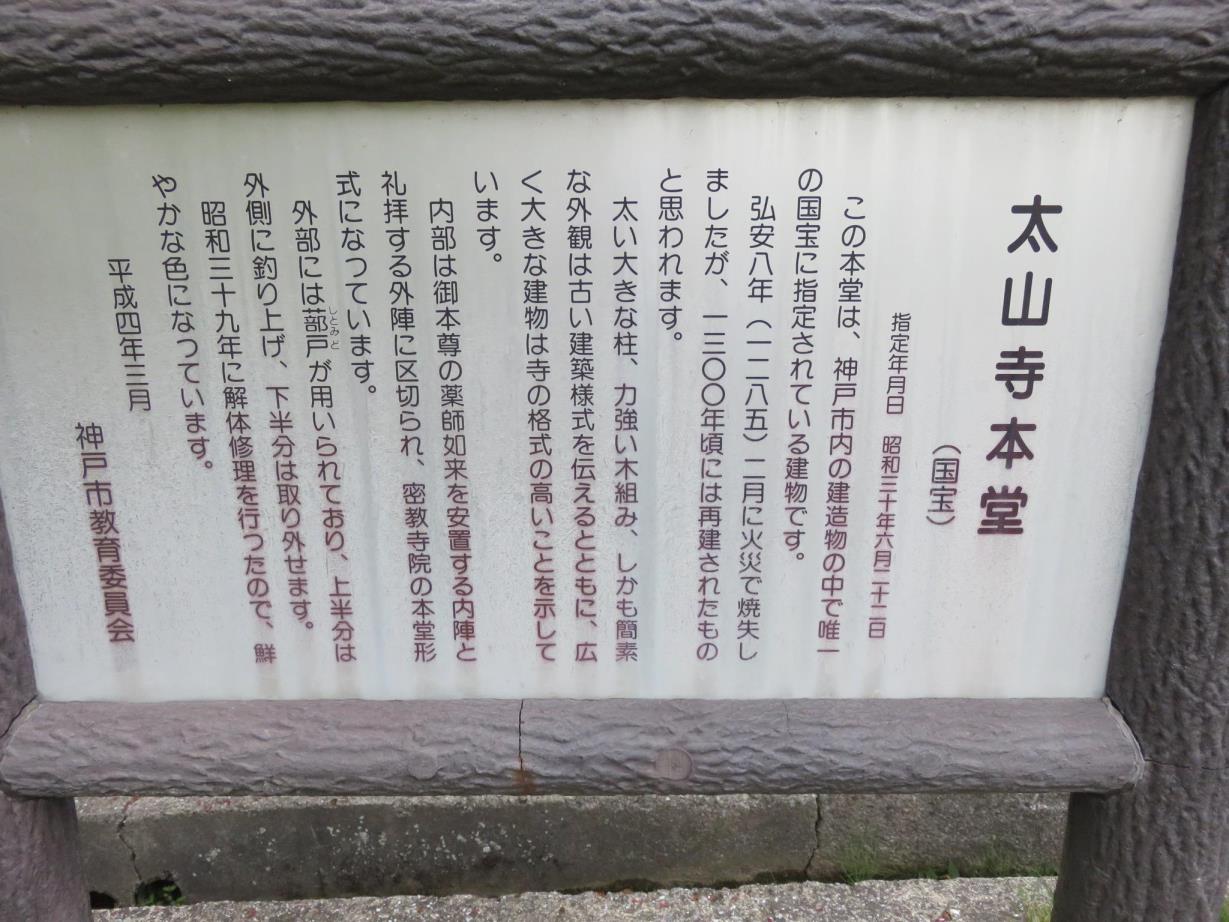 太山寺本堂
（国宝）
指定年月日 昭和三十年六月二十二日
この本堂は、神戸市内の建造物の中で唯一
の国宝に指定されている建物です。
弘安八年（一二八五）二月に火災で焼失し
ましたが、一三〇〇年頃には再建されたもの
と思われます。
太い大きな柱、力強い木組み、しかも簡素
な外観は古い建築様式を伝えるとともに、広
く大きな建物は寺の格式の高いことを示して
います。
内部は御本尊の薬師如来を安置する内陣と
礼拝する外陣に区切られ、密教寺院の本堂形
式になつています。
外部には蔀戸しとみどが用いられており、上半分は
外側に釣り上げ、下半分は取り外せます。
昭和三十九年に解体修理を行つたので、鮮
やかな色になつています。
平成四年三月
神戸市教育委員会